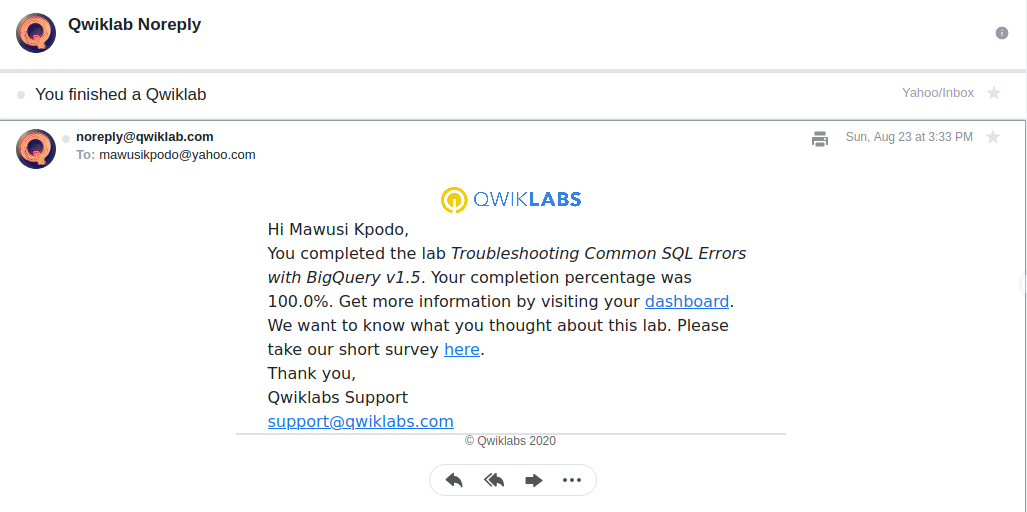 Qwiklab Noreply
You finished a Qwiklab
Yahoo/Inbox
noreply@qwiklab.com
Sun, Aug 23 at 3:33 PM
To: mawusikpodo@yahoo.com
QWIKLABS
Hi Mawusi Kpodo,
You completed the lab Troubleshooting Common SQL Errors
with BigQuery v1.5. Your completion percentage was
100.0%. Get more information by visiting your dashboard.
We want to know what you thought about this lab. Please
take our short survey here.
Thank you,
Qwiklabs Support
support@qwiklabs.com
© Qwiklabs 2020